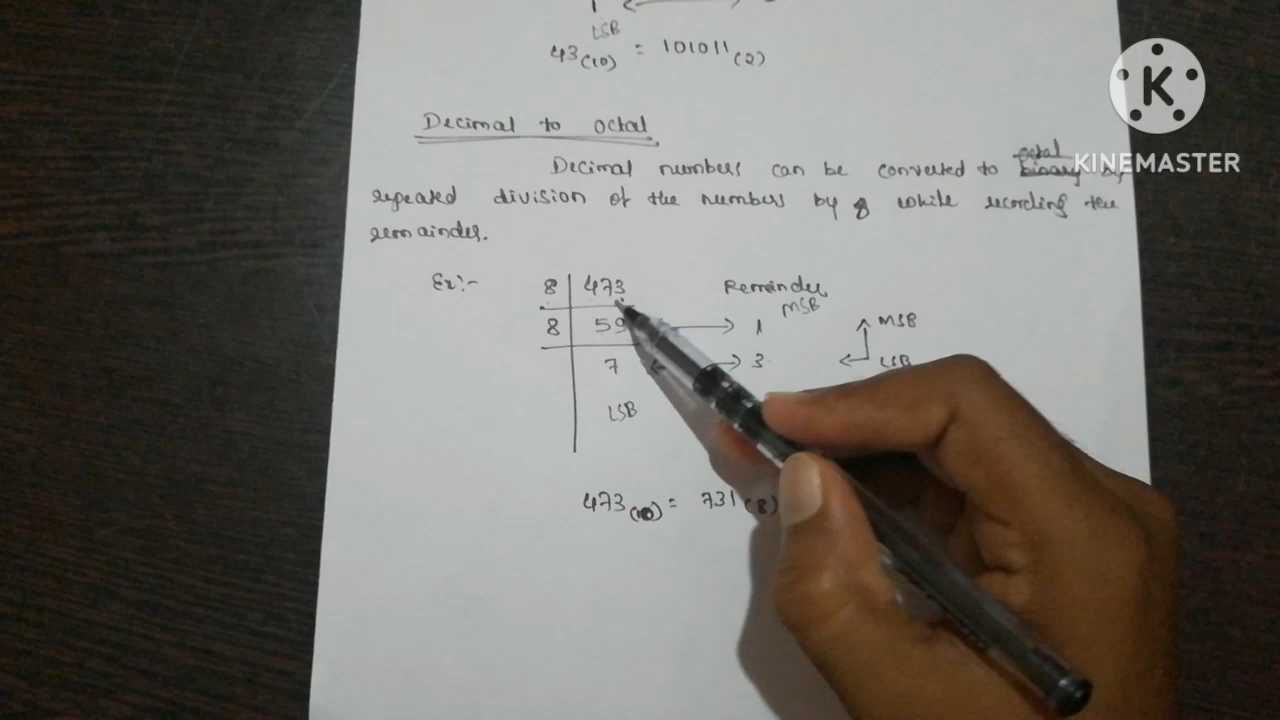 LSB
43(10) = 101011(2)
K
KINEMASTER
Decimal to octal
octal
Decimal numbers can be converted to binary by
repeated division of the numbers by 8 while recording the
remainder.
Ex:- 8 473 Reminder
MSB
8 59 1 MSB
7 3 LSB
LSB
473(10) = 731(8)